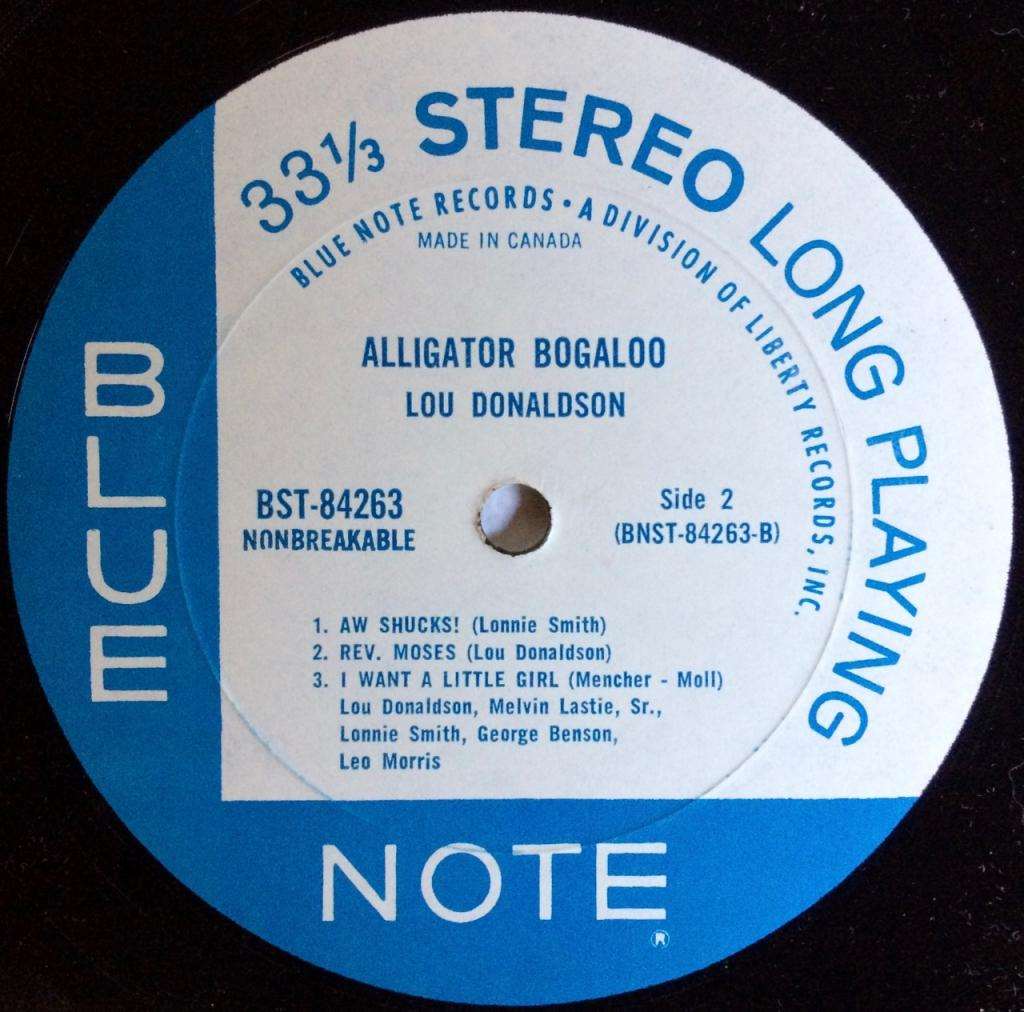 33⅓ STEREO LONG PLAYING
BLUE NOTE RECORDS • A DIVISION OF LIBERTY RECORDS, INC.
MADE IN CANADA
ALLIGATOR BOGALOO
LOU DONALDSON
BST-84263
NONBREAKABLE
Side 2
(BNST-84263-B)
1. AW SHUCKS! (Lonnie Smith)
2. REV. MOSES (Lou Donaldson)
3. I WANT A LITTLE GIRL (Mencher - Moll)
Lou Donaldson, Melvin Lastie, Sr.,
Lonnie Smith, George Benson,
Leo Morris
BLUE
NOTE